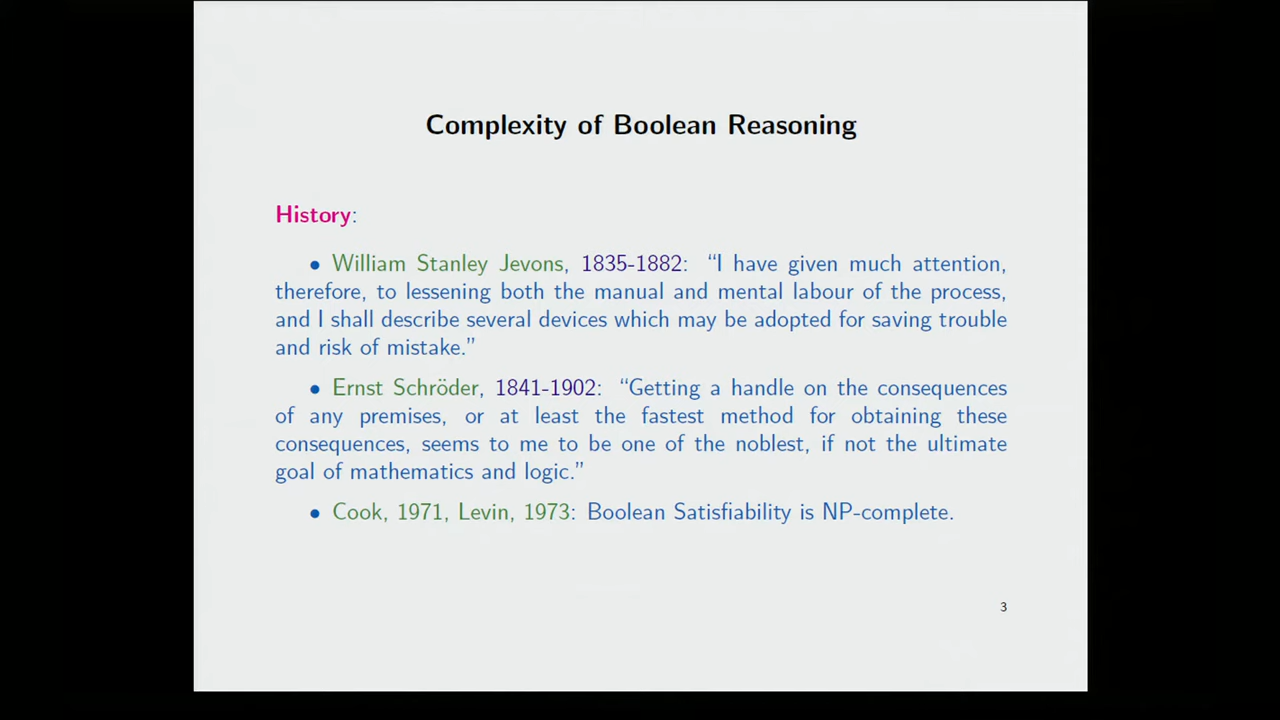 Complexity of Boolean Reasoning
History:
• William Stanley Jevons, 1835-1882: “I have given much attention,
therefore, to lessening both the manual and mental labour of the process,
and I shall describe several devices which may be adopted for saving trouble
and risk of mistake.”
• Ernst Schröder, 1841-1902: “Getting a handle on the consequences
of any premises, or at least the fastest method for obtaining these
consequences, seems to me to be one of the noblest, if not the ultimate
goal of mathematics and logic.”
• Cook, 1971, Levin, 1973: Boolean Satisfiability is NP-complete.
3